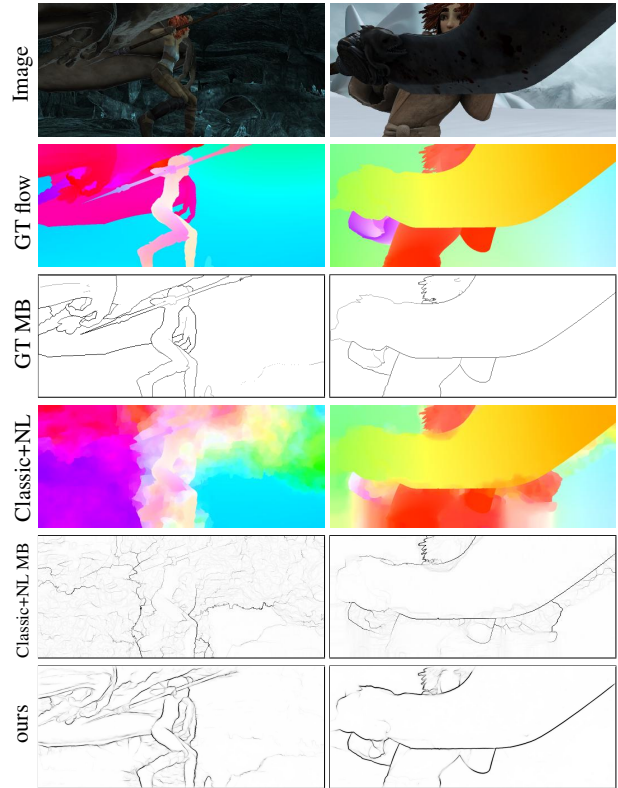 Image
GT flow
GT MB
Classic+NL
Classic+NL MB
ours